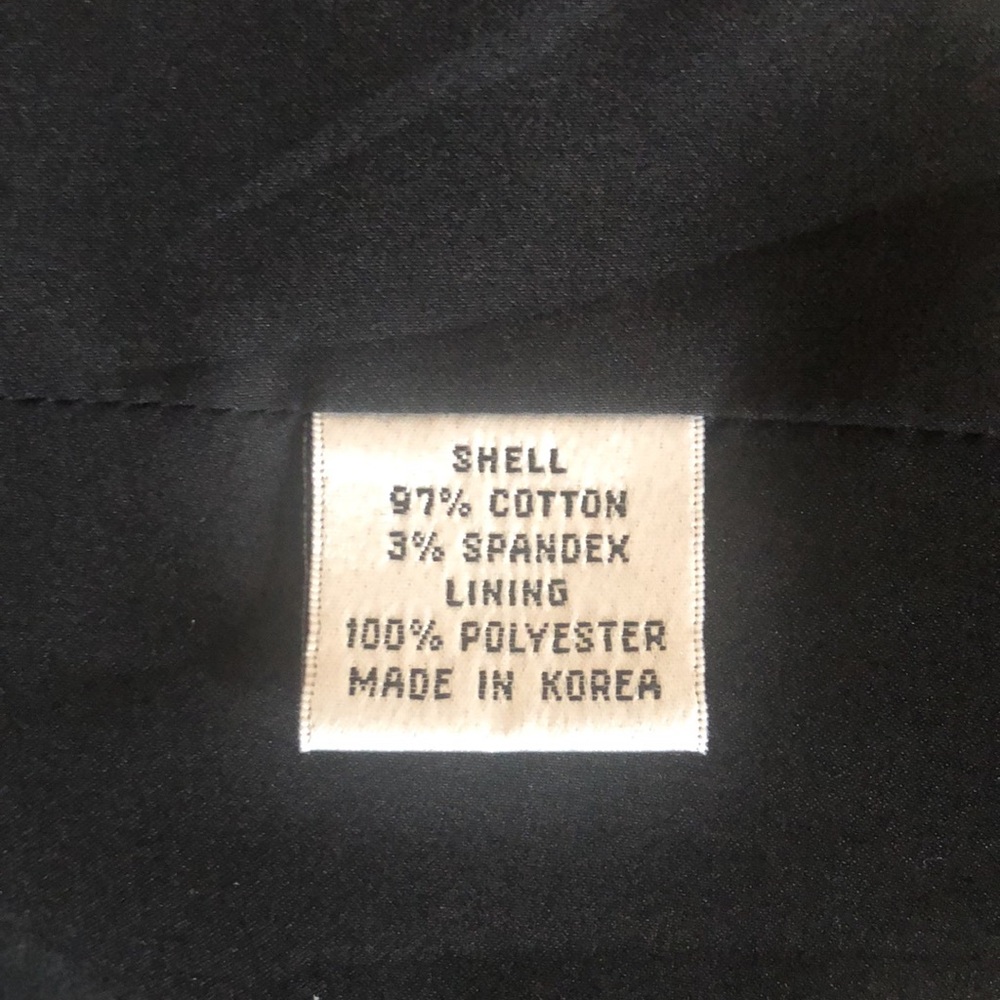 SHELL
97% COTTON
3% SPANDEX
LINING
100% POLYESTER
MADE IN KOREA